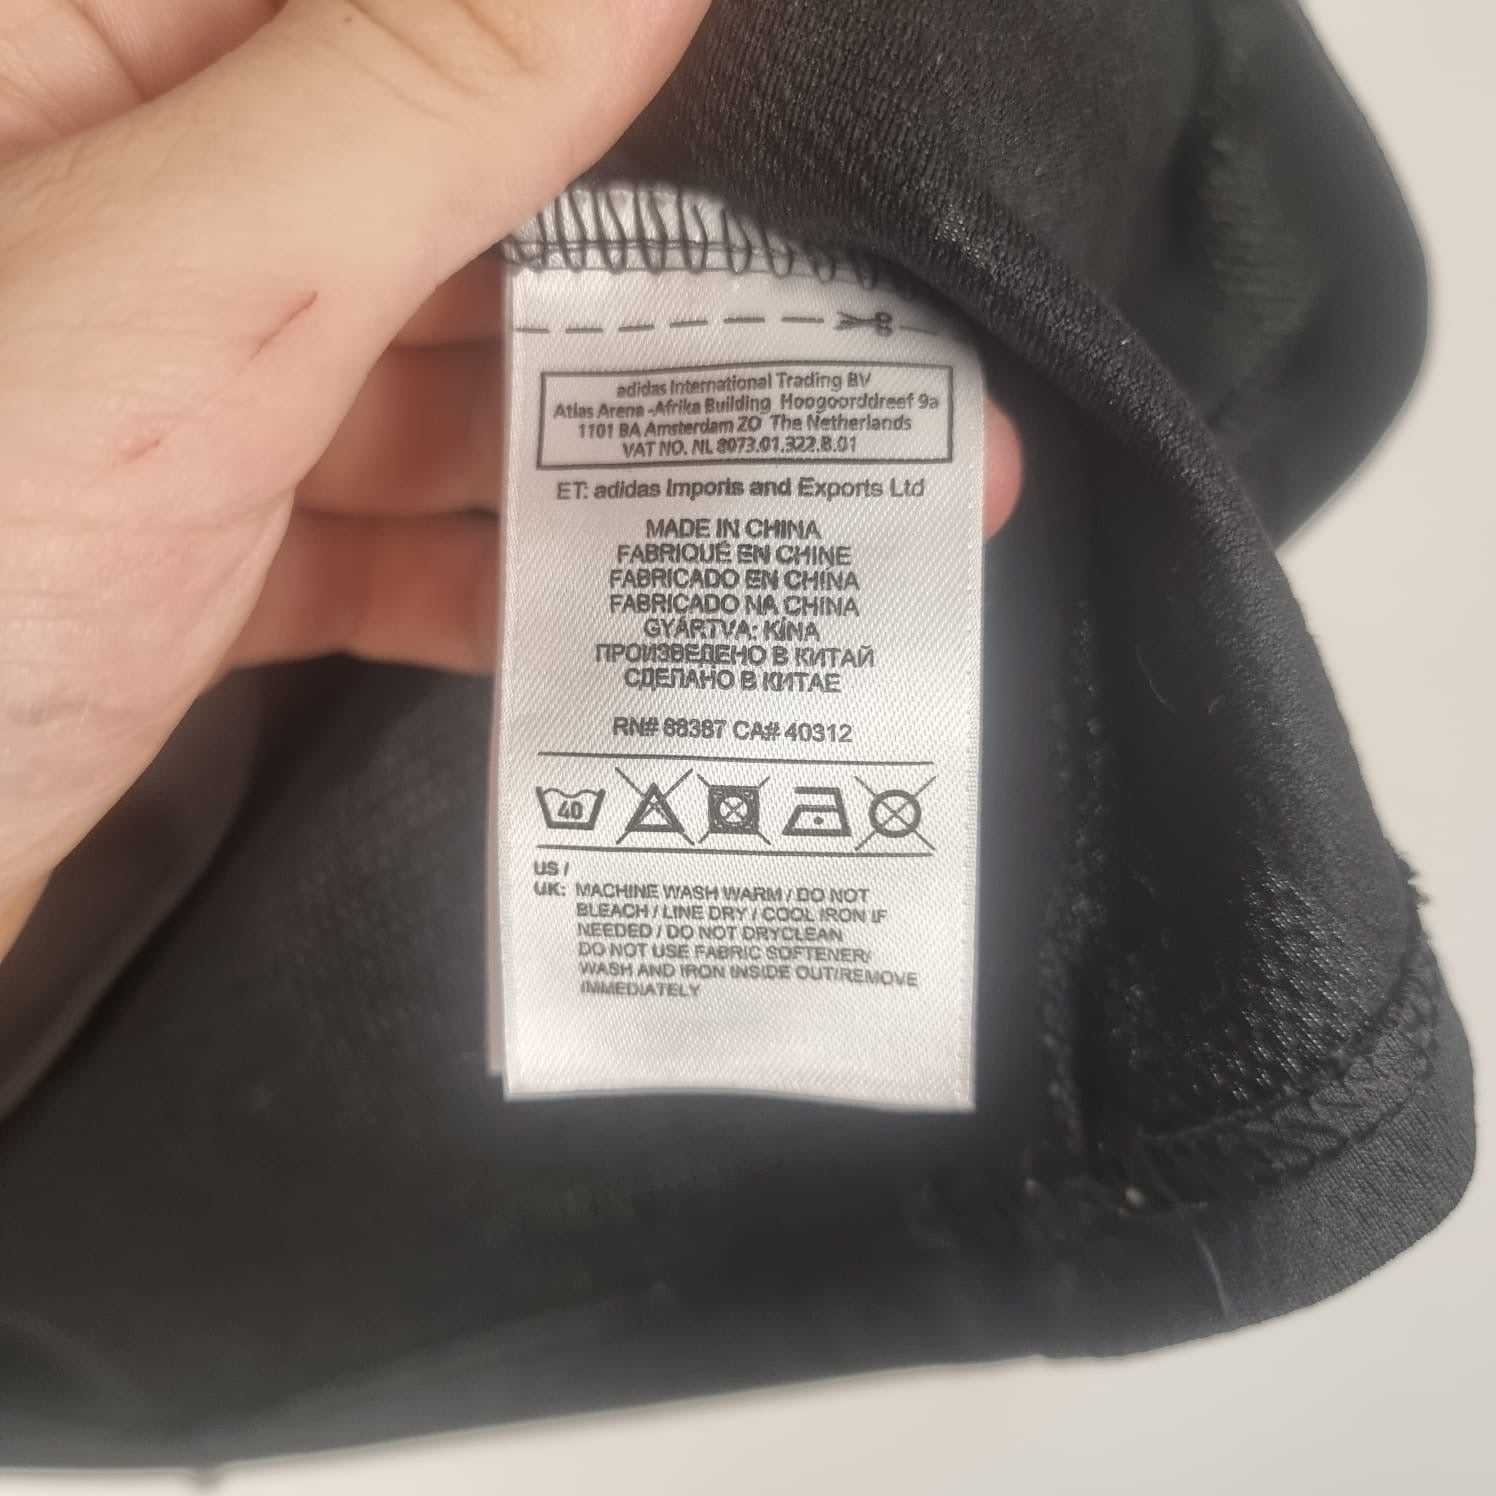 adidas International Trading BV
Atlas Arena -Afrika Building Hoogoorddreef 9a
1101 BA Amsterdam ZO The Netherlands
VAT NO. NL 8073.01.322.B.01
ET: adidas Imports and Exports Ltd
MADE IN CHINA
FABRIQUÉ EN CHINE
FABRICADO EN CHINA
FABRICADO NA CHINA
GYÁRTVA: KÍNA
ПРОИЗВЕДЕНО В КИТАЙ
СДЕЛАНО В КИТАЕ
RN# 88387 CA# 40312
40
US /
UK: MACHINE WASH WARM / DO NOT
BLEACH / LINE DRY / COOL IRON IF
NEEDED / DO NOT DRYCLEAN
DO NOT USE FABRIC SOFTENER/
WASH AND IRON INSIDE OUT/REMOVE
IMMEDIATELY